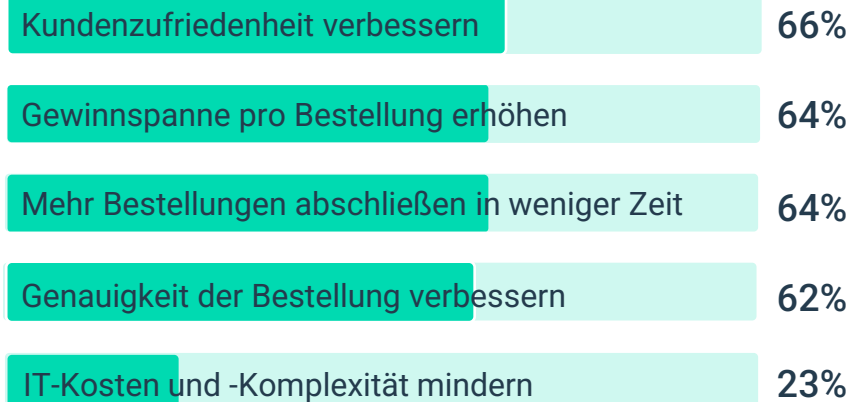 Kundenzufriedenheit verbessern 66%
Gewinnspanne pro Bestellung erhöhen 64%
Mehr Bestellungen abschließen in weniger Zeit 64%
Genauigkeit der Bestellung verbessern 62%
IT-Kosten und -Komplexität mindern 23%